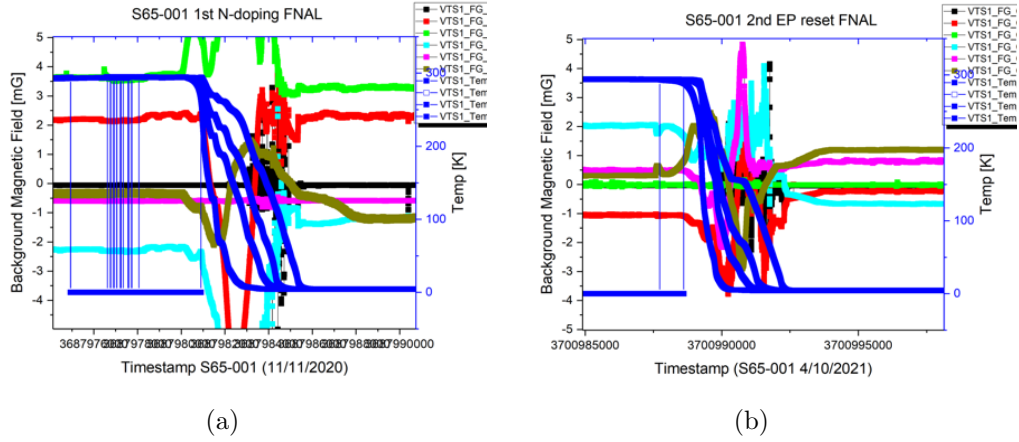 S65-001 1st N-doping FNAL
VTS1_FG_
VTS1_FG_
VTS1_FG_
VTS1_FG_
VTS1_FG_
VTS1_FG_
VTS1_Tem
VTS1_Tem
VTS1_Tem
VTS1_Tem
Background Magnetic Field [mG]
5
4
3
2
1
0
-1
-2
-3
-4
300
200
100
0
Temp [K]
3687990000
Timestamp S65-001 (11/11/2020)
(a)
S65-001 2nd EP reset FNAL
VTS1_FG_
VTS1_FG_
VTS1_FG_
VTS1_FG_
VTS1_FG_
VTS1_FG_
VTS1_Tem
VTS1_Tem
VTS1_Tem
VTS1_Tem
Background Magnetic Field [mG]
5
4
3
2
1
0
-1
-2
-3
-4
-5
300
200
100
0
Temp [K]
3700985000 3700990000 3700995000
Timestamp (S65-001 4/10/2021)
(b)